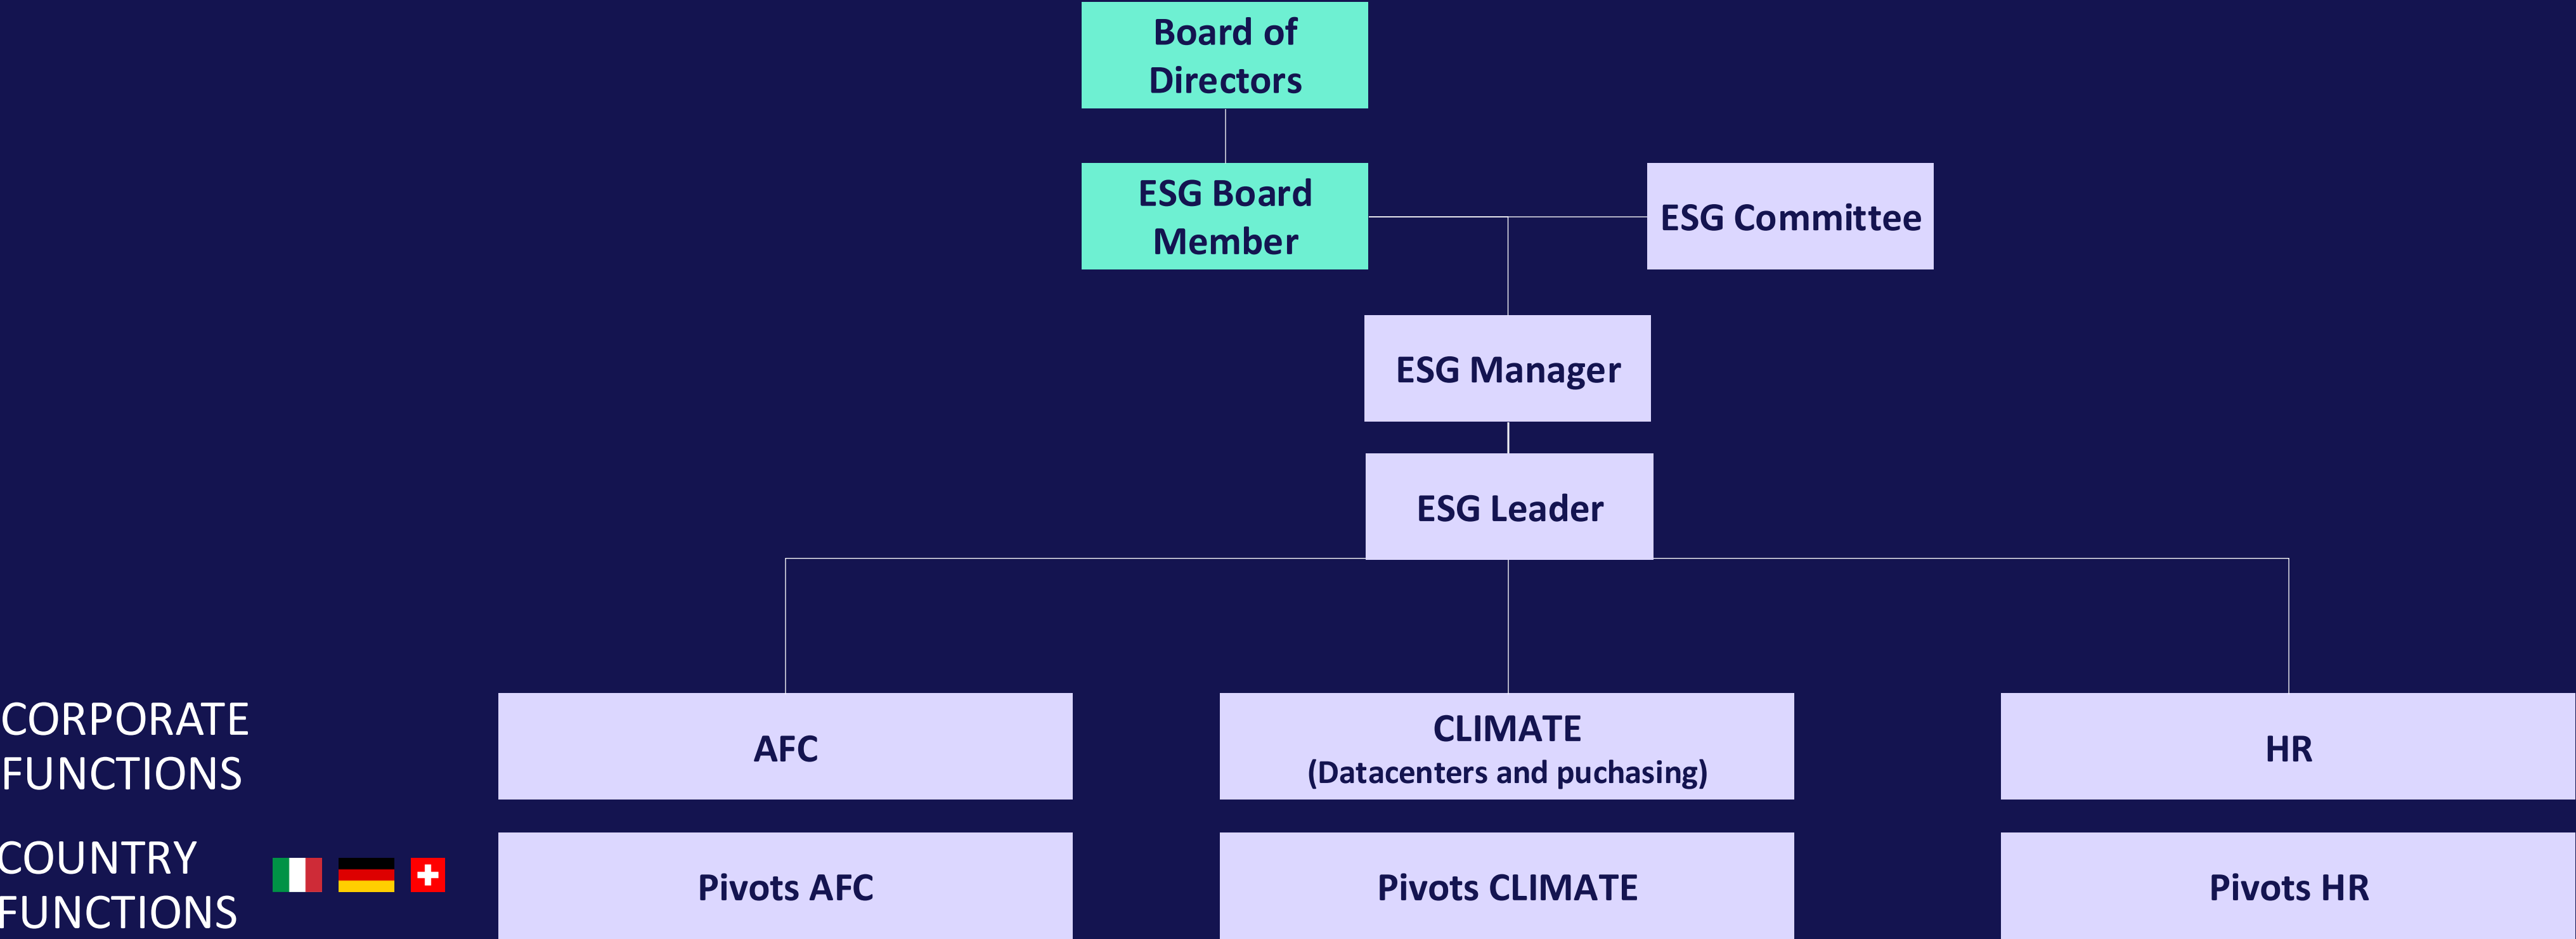 Board of
Directors
ESG Board
Member
ESG Committee
ESG Manager
ESG Leader
CORPORATE
FUNCTIONS
AFC
CLIMATE
(Datacenters and puchasing)
HR
COUNTRY
FUNCTIONS
Pivots AFC
Pivots CLIMATE
Pivots HR